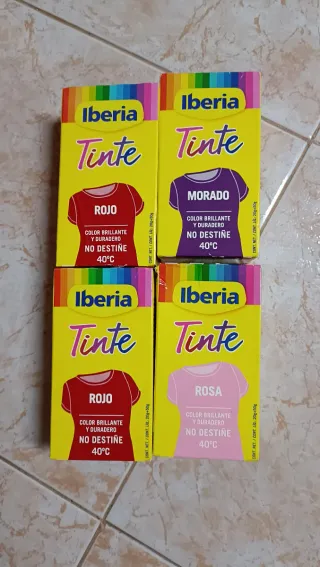 Iberia
Tinte
ROJO
COLOR BRILLANTE
Y DURADERO
NO DESTIÑE
40ºC
Iberia
Tinte
MORADO
COLOR BRILLANTE
Y DURADERO
NO DESTIÑE
40ºC
Iberia
Tinte
ROJO
COLOR BRILLANTE
Y DURADERO
NO DESTIÑE
40ºC
Iberia
Tinte
ROSA
COLOR BRILLANTE
Y DURADERO
NO DESTIÑE
40ºC